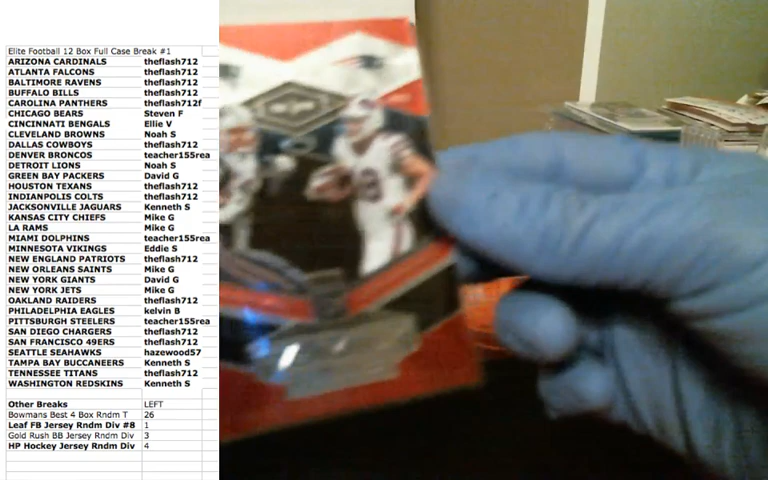 Elite Football 12 Box Full Case Break #1
ARIZONA CARDINALS theflash712
ATLANTA FALCONS theflash712
BALTIMORE RAVENS theflash712
BUFFALO BILLS theflash712
CAROLINA PANTHERS theflash712f
CHICAGO BEARS Steven F
CINCINNATI BENGALS Ellie V
CLEVELAND BROWNS Noah S
DALLAS COWBOYS theflash712
DENVER BRONCOS teacher155rea
DETROIT LIONS Noah S
GREEN BAY PACKERS David G
HOUSTON TEXANS theflash712
INDIANPOLIS COLTS theflash712
JACKSONVILLE JAGUARS Kenneth S
KANSAS CITY CHIEFS Mike G
LA RAMS Mike G
MIAMI DOLPHINS teacher155rea
MINNESOTA VIKINGS Eddie S
NEW ENGLAND PATRIOTS theflash712
NEW ORLEANS SAINTS Mike G
NEW YORK GIANTS David G
NEW YORK JETS Mike G
OAKLAND RAIDERS theflash712
PHILADELPHIA EAGLES kelvin B
PITTSBURGH STEELERS teacher155rea
SAN DIEGO CHARGERS theflash712
SAN FRANCISCO 49ERS theflash712
SEATTLE SEAHAWKS hazewood57
TAMPA BAY BUCCANEERS Kenneth S
TENNESSEE TITANS theflash712
WASHINGTON REDSKINS Kenneth S
Other Breaks LEFT
Bowmans Best 4 Box Rndm T 26
Leaf FB Jersey Rndm Div #8 1
Gold Rush BB Jersey Rndm Div 3
HP Hockey Jersey Rndm Div 4